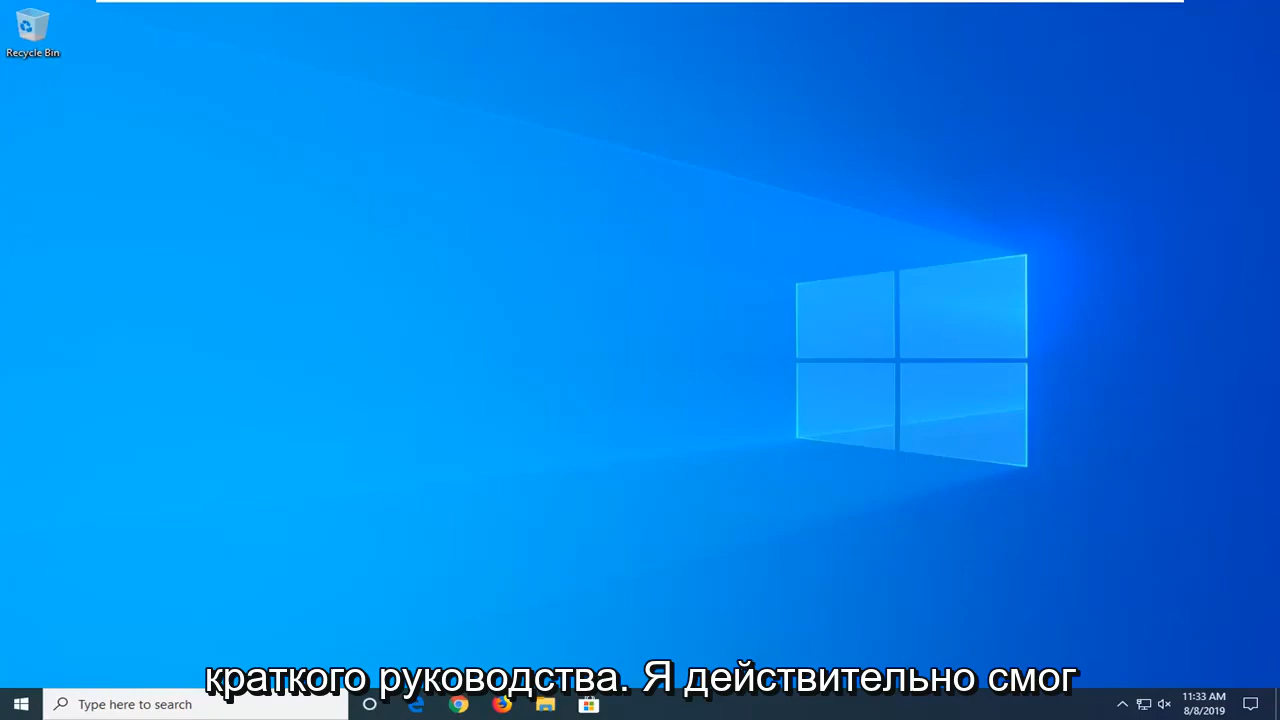 Recycle Bin
краткого руководства. Я действительно смог
Type here to search
11:33 AM
8/8/2019